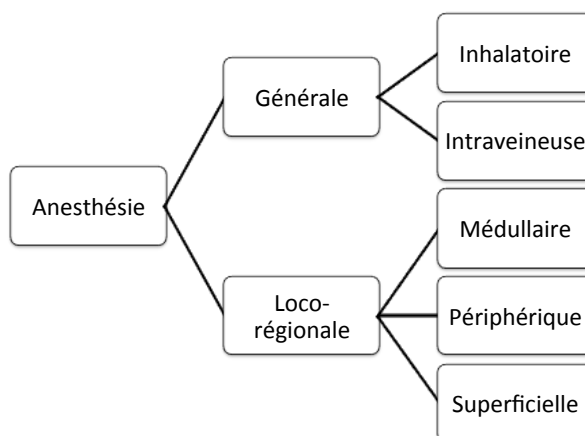 Anesthésie
Générale
Inhalatoire
Intraveineuse
Loco-
régionale
Médullaire
Périphérique
Superficielle